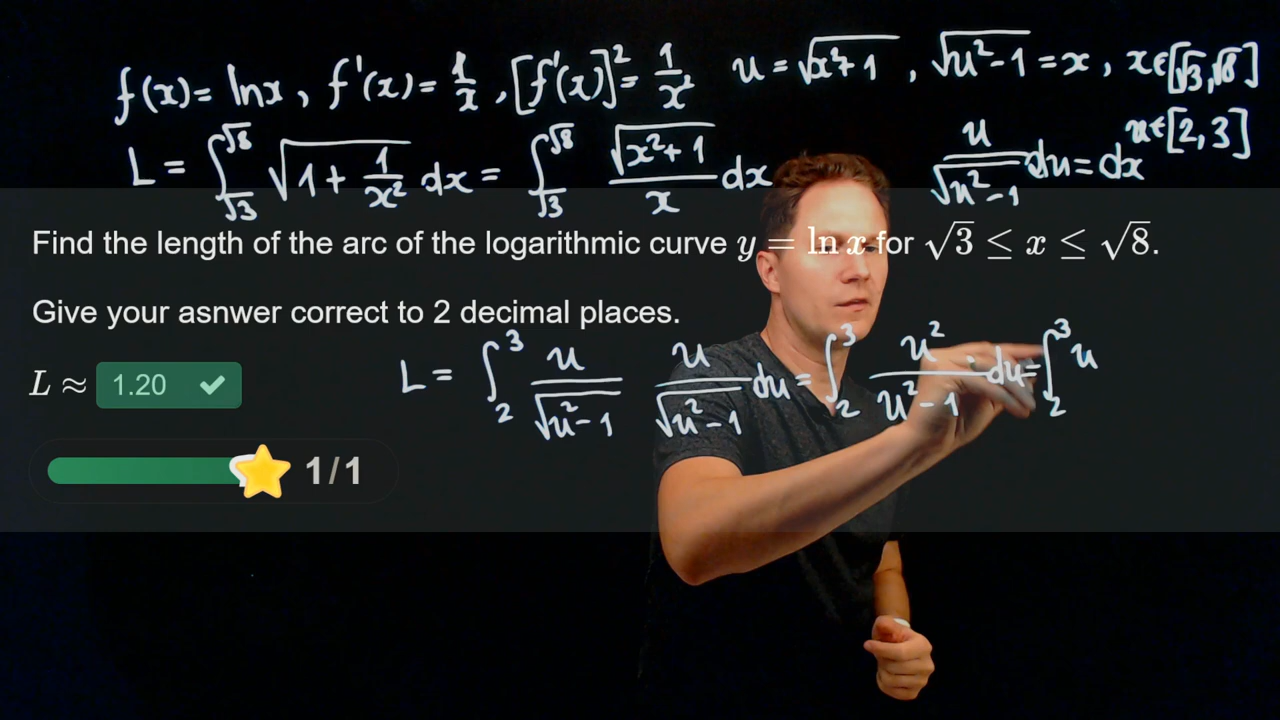 f(x)= lnx, f'(x)= 1/x, [f'(x)]²= 1/x² u=√x²+1, √u²-1=x, x∈[√3,√8]
u∈[2,3]
L= ∫_√3^√8 √1+1/x² dx= ∫_√3^√8 √x²+1/x dx u/√u²-1 du=dx
Find the length of the arc of the logarithmic curve y = ln x for √3 ≤ x ≤ √8.
Give your asnwer correct to 2 decimal places.
L= ∫_2^3 u/√u²-1 u/√u²-1 du= ∫_2^3 u²/u²-1 du= ∫_2^3 u
L ≈ 1.20 ✓
1/1